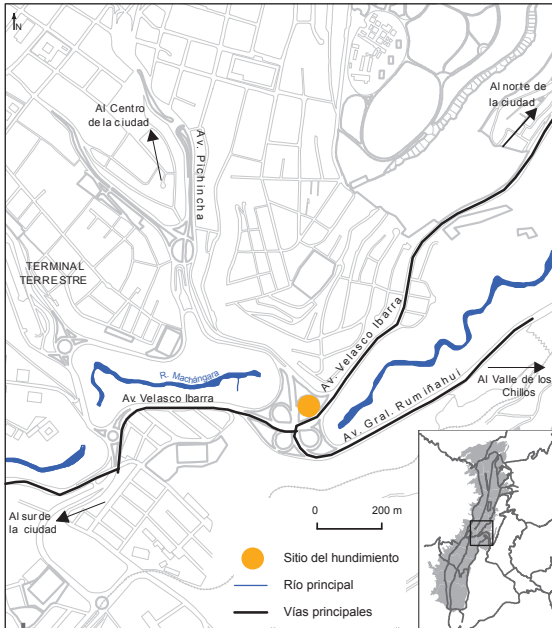 N
Al Centro
de la ciudad
Av. Pichincha
Al norte de
la ciudad
TERMINAL
TERRESTRE
R. Machángara
Av. Velasco Ibarra
Av. Velasco Ibarra
Av. Gral. Rumiñahui
Al Valle de los
Chillos
Al sur de
la ciudad
0 200 m
Sitio del hundimiento
Río principal
Vías principales